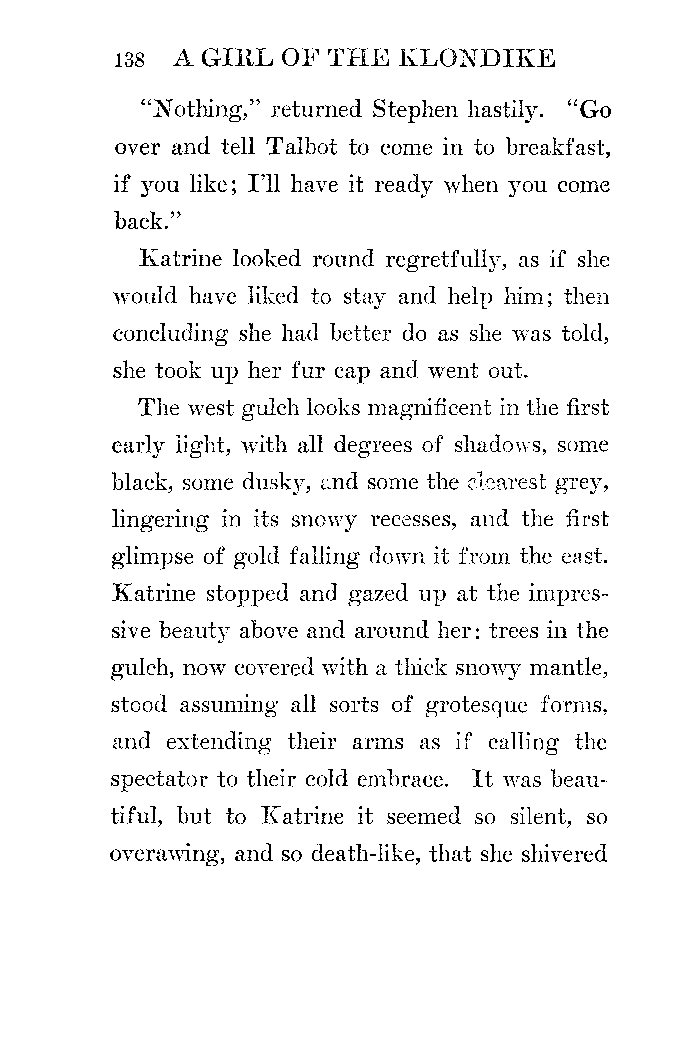 138 A GIRL OF THE KLONDIKE
“Nothing,” returned Stephen hastily. “Go
over and tell Talbot to come in to breakfast,
if you like; I’ll have it ready when you come
back.”
Katrine looked round regretfully, as if she
would have liked to stay and help him; then
concluding she had better do as she was told,
she took up her fur cap and went out.
The west gulch looks magnificent in the first
early light, with all degrees of shadows, some
black, some dusky, and some the clearest grey,
lingering in its snowy recesses, and the first
glimpse of gold falling down it from the east.
Katrine stopped and gazed up at the impres-
sive beauty above and around her: trees in the
gulch, now covered with a thick snowy mantle,
stood assuming all sorts of grotesque forms,
and extending their arms as if calling the
spectator to their cold embrace. It was beau-
tiful, but to Katrine it seemed so silent, so
overawing, and so death-like, that she shivered